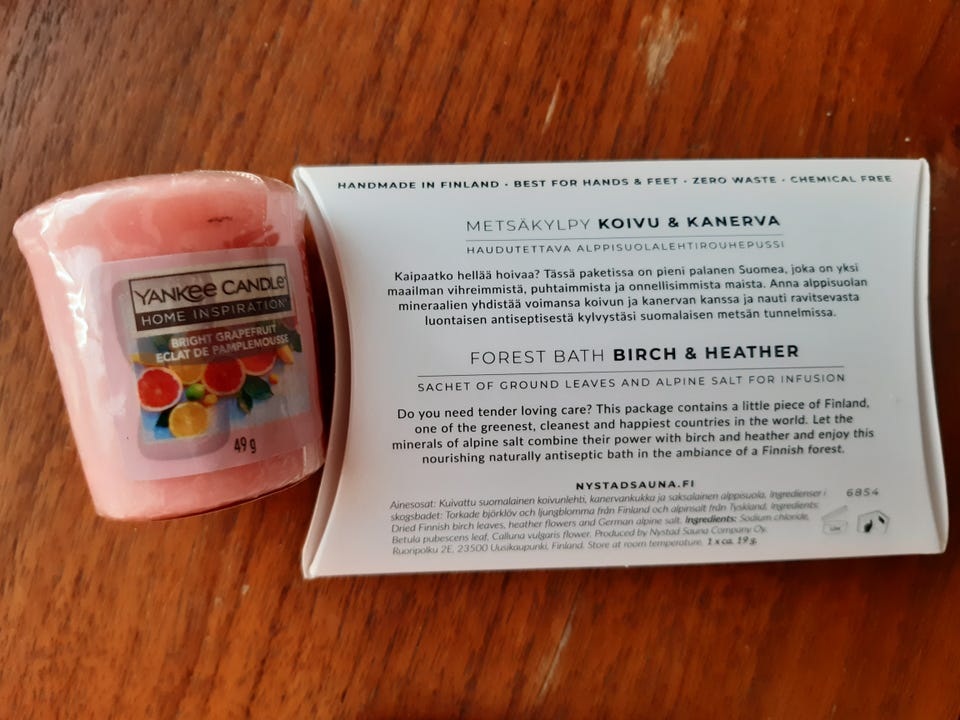 YANKEE CANDLE®
HOME INSPIRATION®
BRIGHT GRAPEFRUIT
ECLAT DE PAMPLEMOUSSE
49 g
HANDMADE IN FINLAND · BEST FOR HANDS & FEET · ZERO WASTE · CHEMICAL FREE
METSÄKYLPY KOIVU & KANERVA
HAUDUTETTAVA ALPPISUOLALEHTIROUHEPUSSI
Kaipaatko hellää hoivaa? Tässä paketissa on pieni palanen Suomea, joka on yksi
maailman vihreimmistä, puhtaimmista ja onnellisimmista maista. Anna alppisuolan
mineraalien yhdistää voimansa koivun ja kanervan kanssa ja nauti ravitsevasta
luontaisen antiseptisestä kylvystäsi suomalaisen metsän tunnelmissa.
FOREST BATH BIRCH & HEATHER
SACHET OF GROUND LEAVES AND ALPINE SALT FOR INFUSION
Do you need tender loving care? This package contains a little piece of Finland,
one of the greenest, cleanest and happiest countries in the world. Let the
minerals of alpine salt combine their power with birch and heather and enjoy this
nourishing naturally antiseptic bath in the ambiance of a Finnish forest.
NYSTADSAUNA.FI
Ainesosat: Kuivattu suomalainen koivunlehti, kanervankukka ja saksalainen alppisuola. Ingredienser i
skogsbadet: Torkade björklöv och ljungblomma från Finland och alpinsalt från Tyskland. Ingredients:
Dried Finnish birch leaves, heather flowers and German alpine salt. Ingredients: Sodium chloride,
Betula pubescens leaf, Calluna vulgaris flower. Produced by Nystad Sauna Company Oy,
Ruoripolku 2E, 23500 Uusikaupunki, Finland. Store at room temperature. 1 x ca. 19 g.
6854